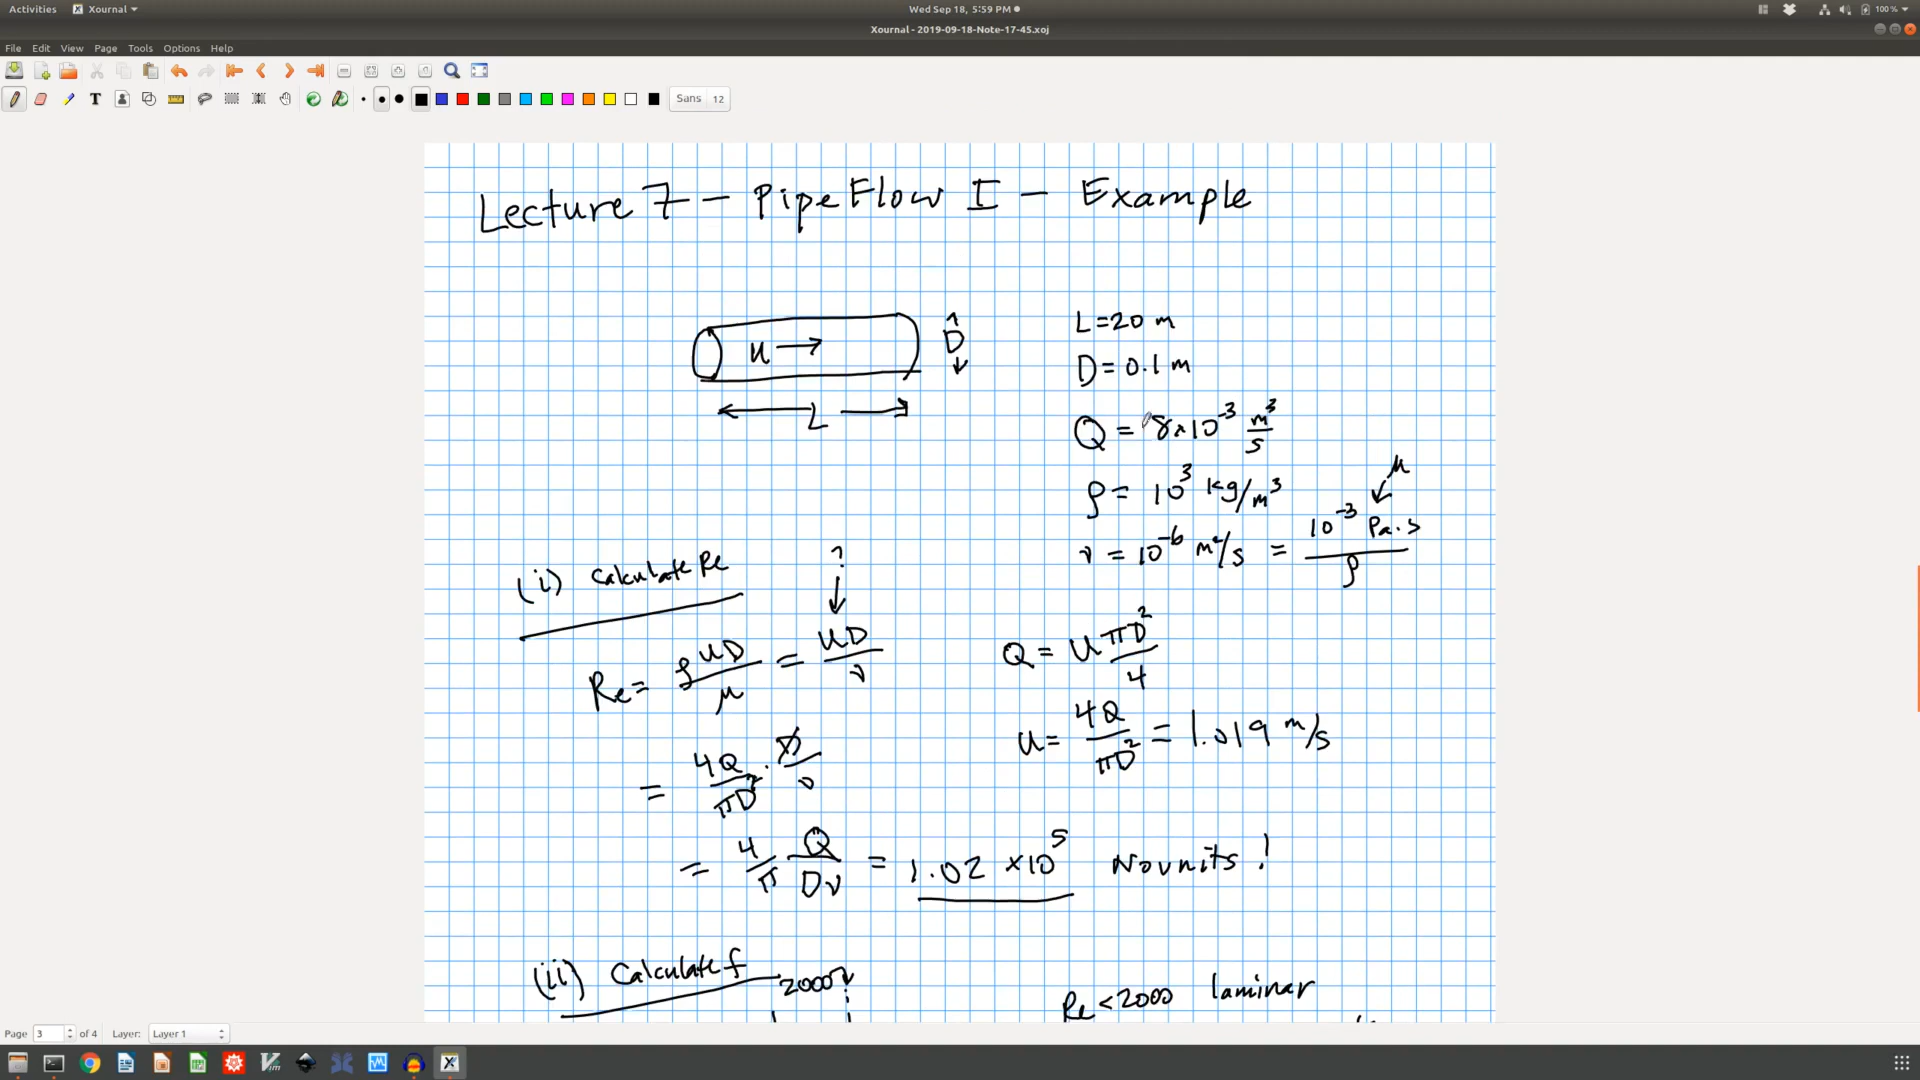 Activities Xournal Wed Sep 18, 5:59 PM 100 %
Xournal - 2019-09-18-Note-17-45.xoj
File Edit View Page Tools Options Help
T Sans 12
Lecture 7 - Pipe Flow I - Example
u → D
L
L = 20 m
D = 0.1 m
Q = 8×10⁻³ m³/s
ρ = 10³ kg/m³
μ
ν = 10⁻⁶ m²/s = 10⁻³ Pa·s / ρ
(i) Calculate Re
?
Re = ρ uD/μ = uD/ν
Q = u πD²/4
u = 4Q/πD² = 1.019 m/s
= 4Q/πD² · D/ν
= 4/π Q/Dν = 1.02 ×10⁵ No units!
(ii) Calculate f
2000
Re < 2000 laminar
Page 3 of 4 Layer: Layer 1